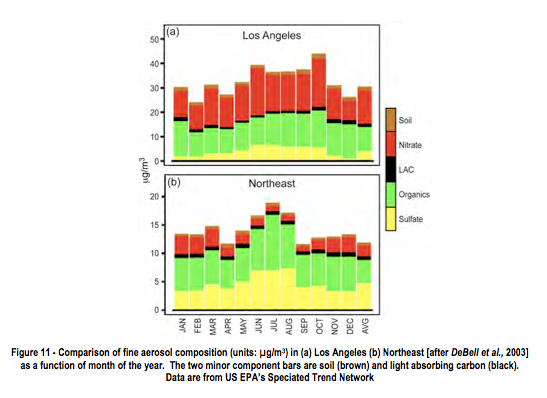 (a) Los Angeles
50
40
30
20
10
0
µg/m³
Soil
Nitrate
LAC
Organics
Sulfate
(b) Northeast
20
15
10
5
0
JAN FEB MAR APR MAY JUN JUL AUG SEP OCT NOV DEC AVG
Figure 11 - Comparison of fine aerosol composition (units: µg/m³) in (a) Los Angeles (b) Northeast [after DeBell et al., 2003]
as a function of month of the year. The two minor component bars are soil (brown) and light absorbing carbon (black).
Data are from US EPA's Speciated Trend Network